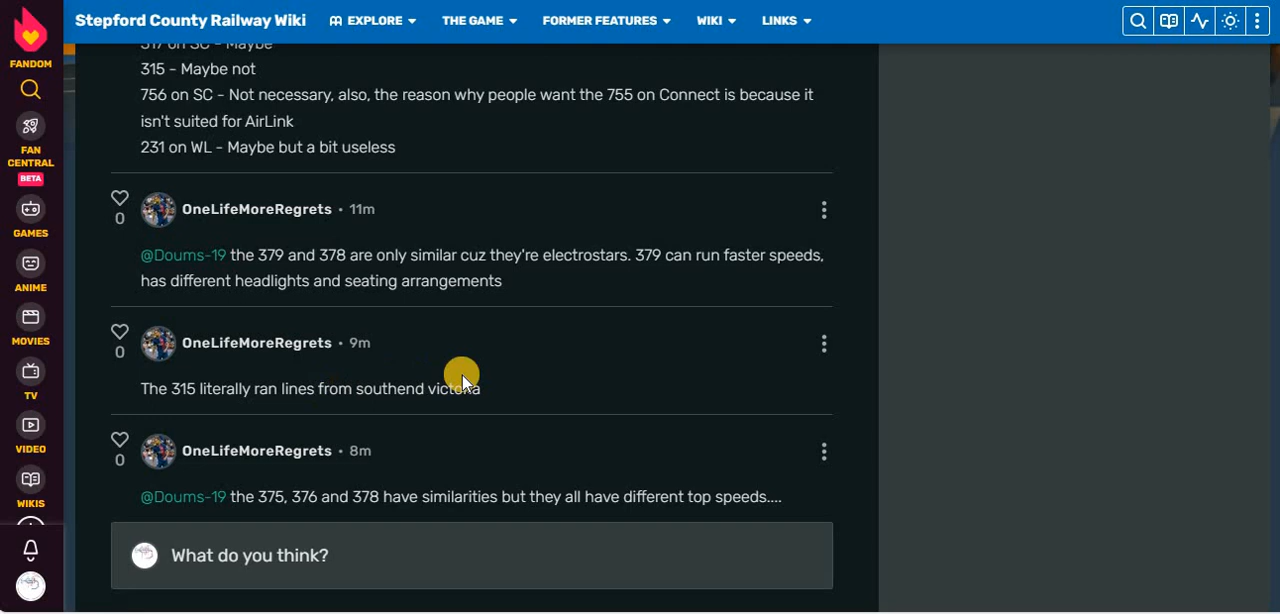 Stepford County Railway Wiki
EXPLORE
THE GAME
FORMER FEATURES
WIKI
LINKS
FANDOM
FAN
CENTRAL
BETA
GAMES
ANIME
MOVIES
TV
VIDEO
WIKIS
317 on SC - Maybe
315 - Maybe not
756 on SC - Not necessary, also, the reason why people want the 755 on Connect is because it
isn't suited for AirLink
231 on WL - Maybe but a bit useless
0
OneLifeMoreRegrets • 11m
@Doums-19 the 379 and 378 are only similar cuz they're electrostars. 379 can run faster speeds,
has different headlights and seating arrangements
0
OneLifeMoreRegrets • 9m
The 315 literally ran lines from southend victoria
0
OneLifeMoreRegrets • 8m
@Doums-19 the 375, 376 and 378 have similarities but they all have different top speeds....
What do you think?